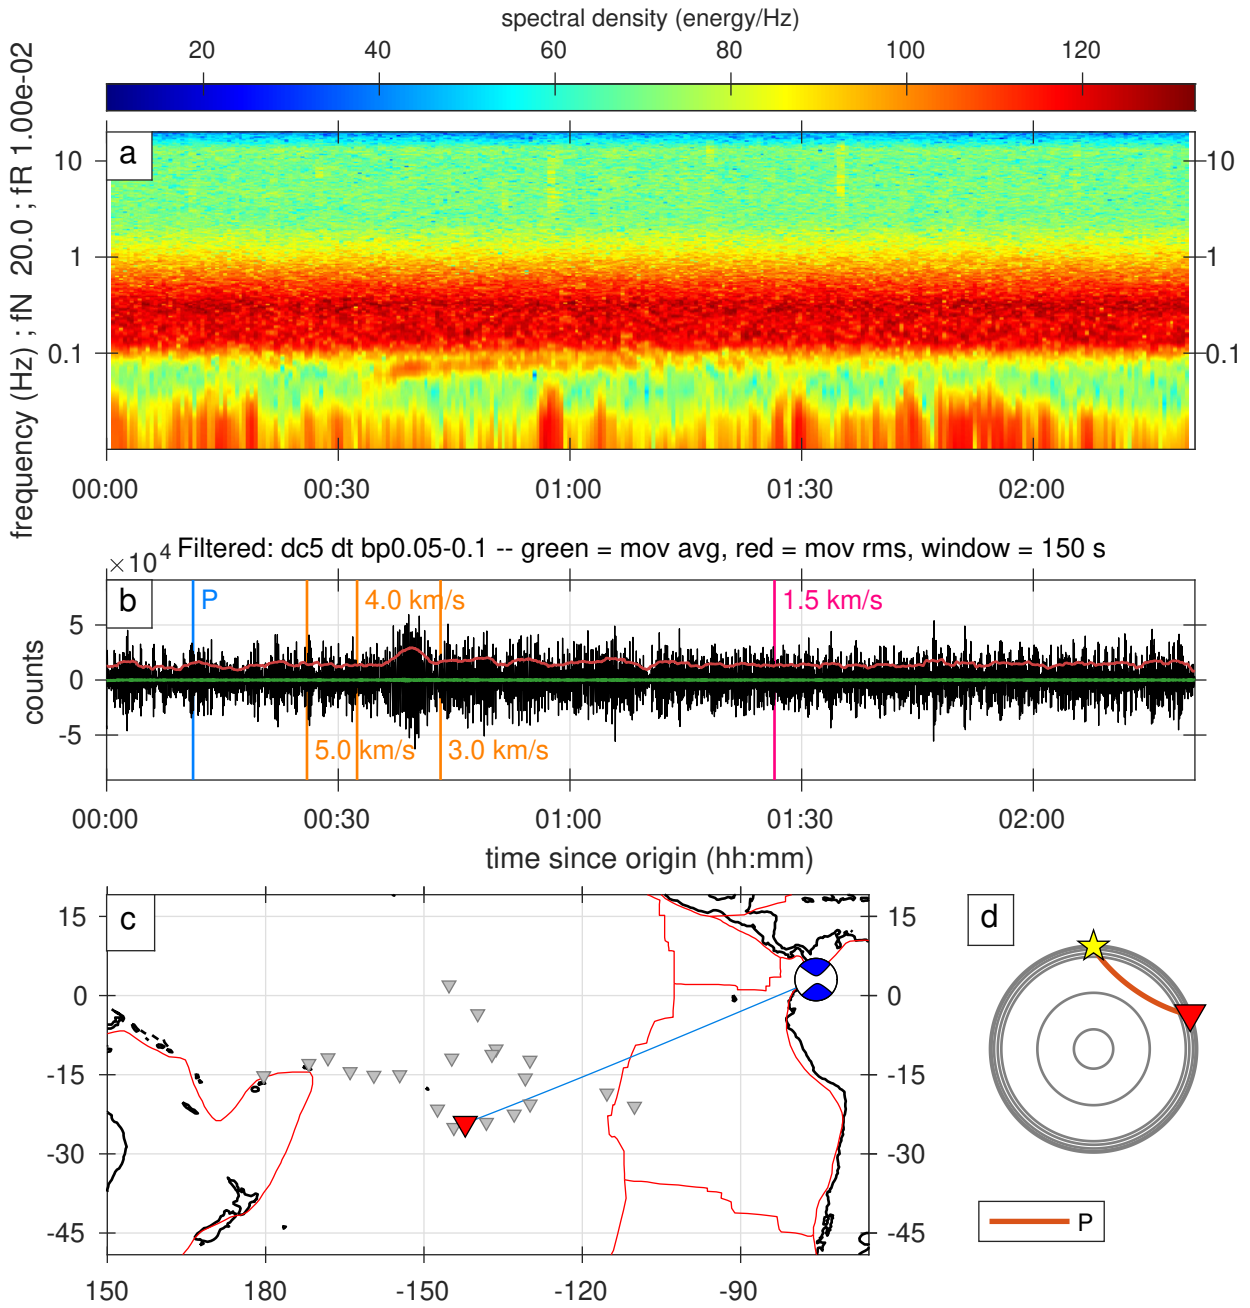 spectral density (energy/Hz)
20 40 60 80 100 120
frequency (Hz) ; fN 20.0 ; fR 1.00e-02
a
10 10
1 1
0.1 0.1
00:00 00:30 01:00 01:30 02:00
×10⁴ Filtered: dc5 dt bp0.05-0.1 -- green = mov avg, red = mov rms, window = 150 s
b
P 4.0 km/s 1.5 km/s
counts
5
0
-5
5.0 km/s 3.0 km/s
00:00 00:30 01:00 01:30 02:00
time since origin (hh:mm)
c
d
15 15
0 0
-15 -15
-30 -30
-45 -45
150 180 -150 -120 -90
P